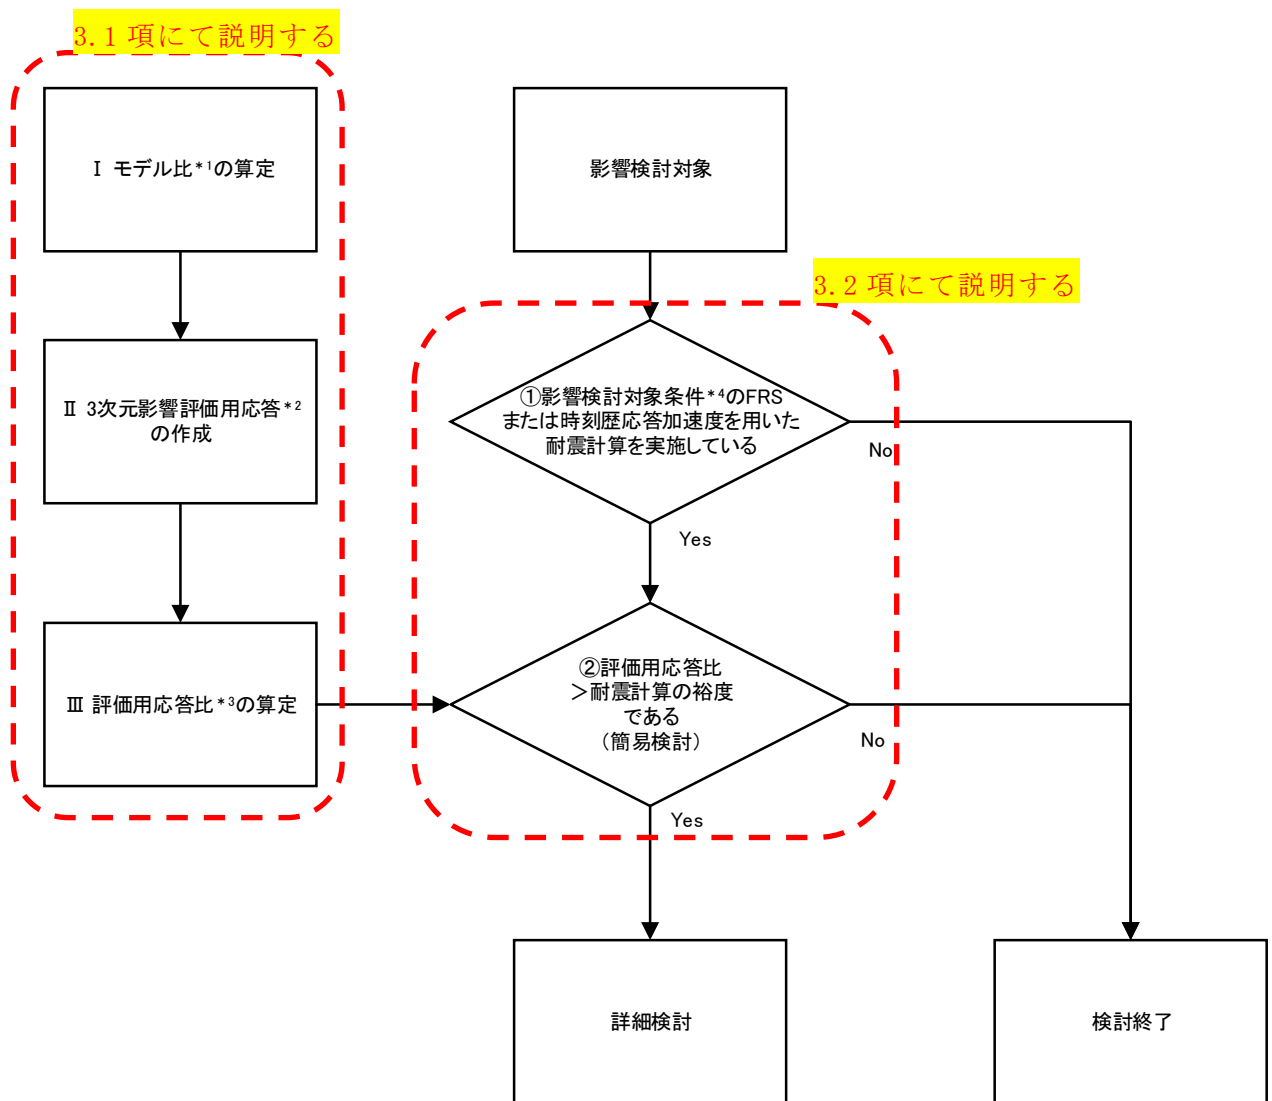 3.1 項にて説明する
Ⅰ モデル比*1の算定
Ⅱ 3次元影響評価用応答*2
の作成
Ⅲ 評価用応答比*3の算定
影響検討対象
3.2 項にて説明する
①影響検討対象条件*4のFRS
または時刻歴応答加速度を用いた
耐震計算を実施している
No
Yes
②評価用応答比
>耐震計算の裕度
である
(簡易検討)
No
Yes
詳細検討
検討終了